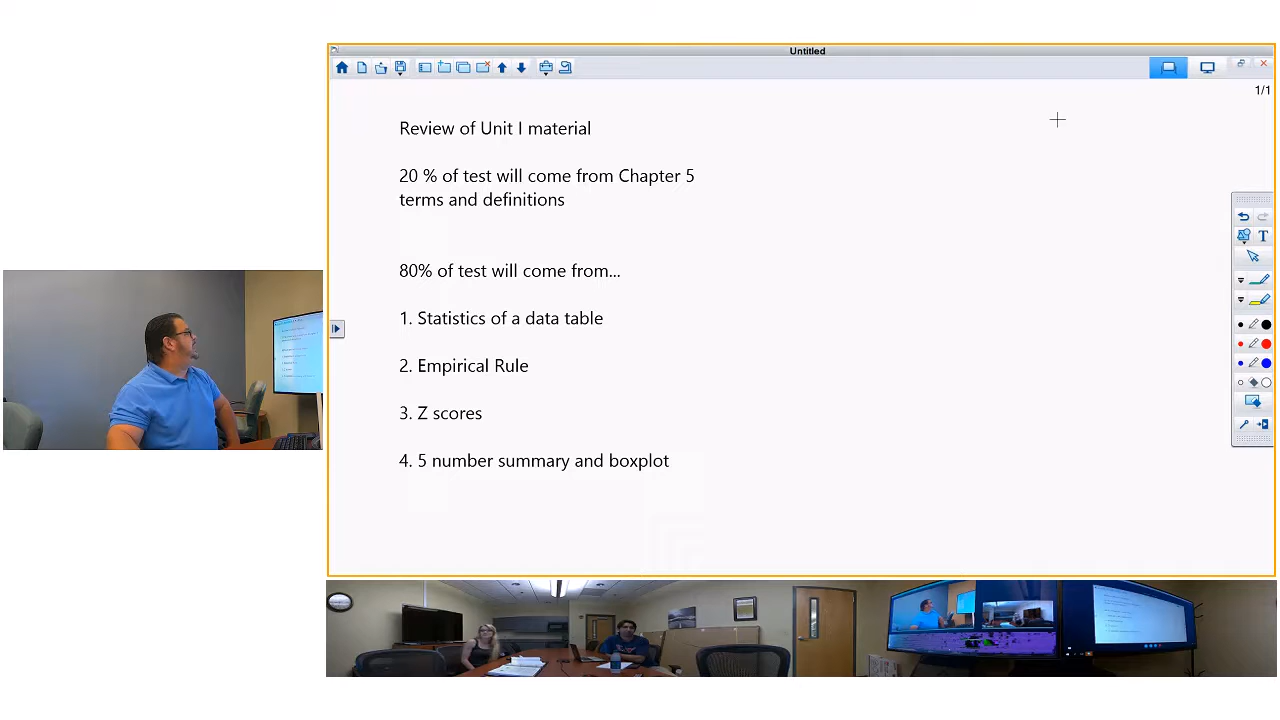 Untitled
1/1
Review of Unit I material
20 % of test will come from Chapter 5
terms and definitions
80% of test will come from...
1. Statistics of a data table
2. Empirical Rule
3. Z scores
4. 5 number summary and boxplot
T